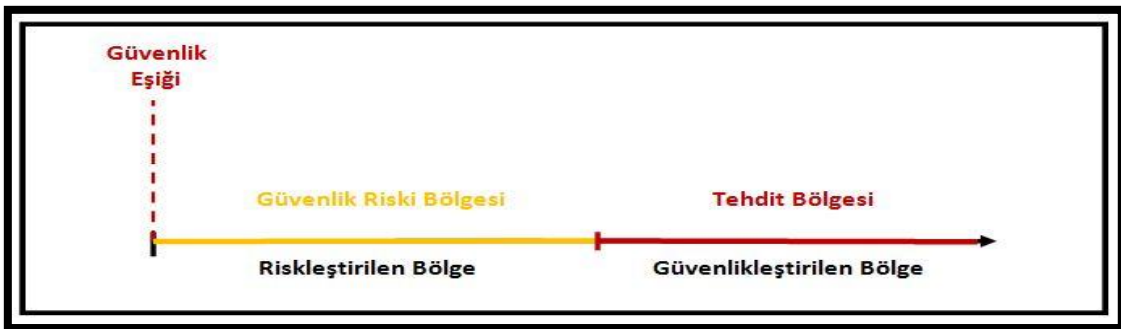 Güvenlik
Eşiği
Güvenlik Riski Bölgesi
Tehdit Bölgesi
Riskleştirilen Bölge
Güvenlikleştirilen Bölge